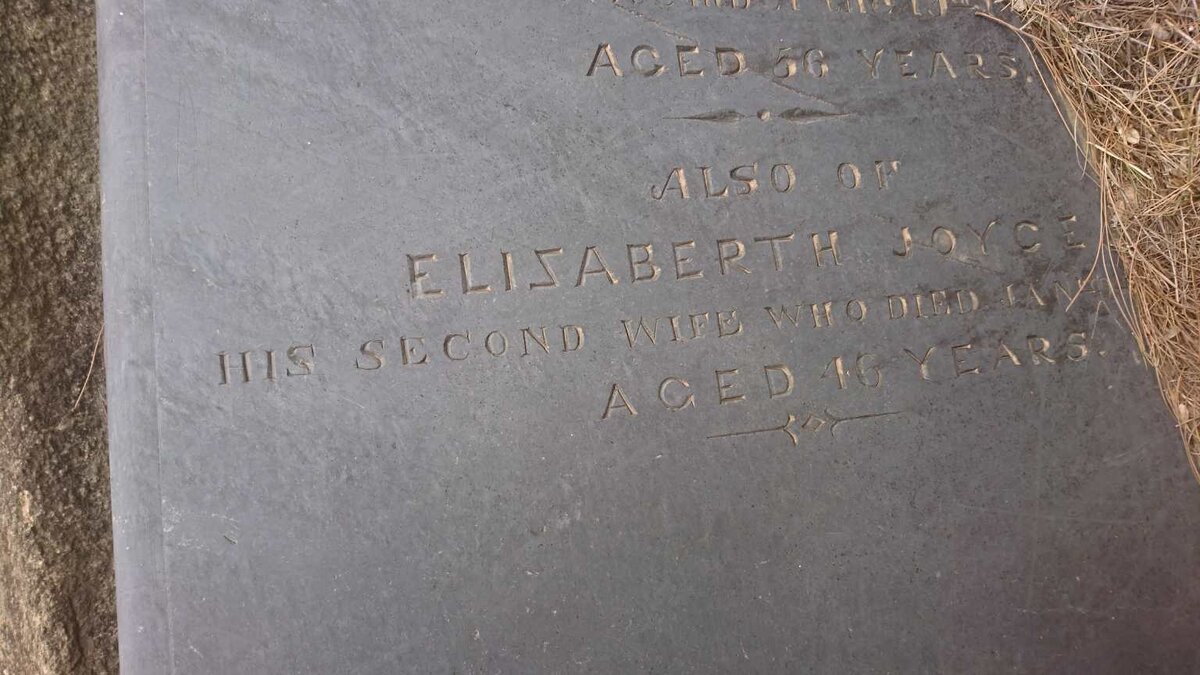 AGED 56 YEARS.
ALSO OF
ELIZABERTH JOYCE
HIS SECOND WIFE WHO DIED
AGED 46 YEARS.